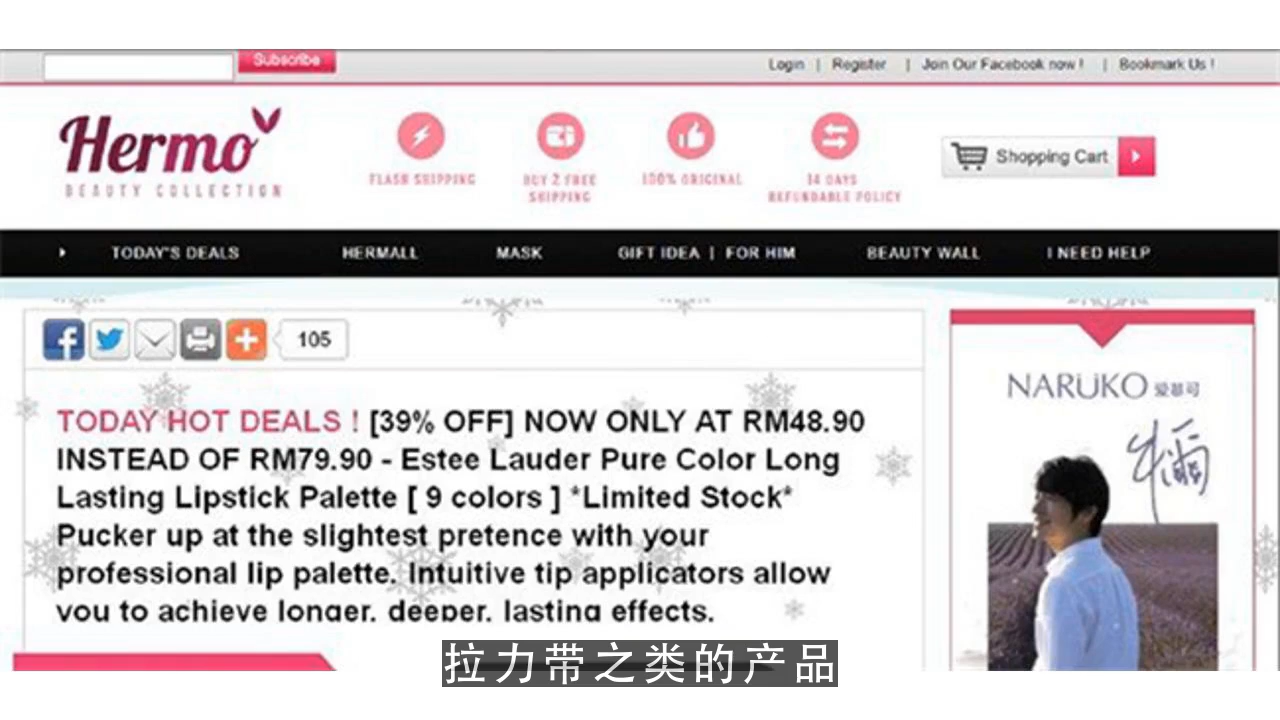 Subscribe
Login | Register | Join Our Facebook now ! | Bookmark Us !
Hermo
BEAUTY COLLECTION
FLASH SHIPPING
BUY 2 FREE
SHIPPING
100% ORIGINAL
14 DAYS
REFUNDABLE POLICY
Shopping Cart
TODAY'S DEALS HERMALL MASK GIFT IDEA | FOR HIM BEAUTY WALL I NEED HELP
105
NARUKO 爱慕可
TODAY HOT DEALS ! [39% OFF] NOW ONLY AT RM48.90
INSTEAD OF RM79.90 - Estee Lauder Pure Color Long
Lasting Lipstick Palette [ 9 colors ] *Limited Stock*
Pucker up at the slightest pretence with your
professional lip palette. Intuitive tip applicators allow
you to achieve longer, deeper, lasting effects.
拉力带之类的产品